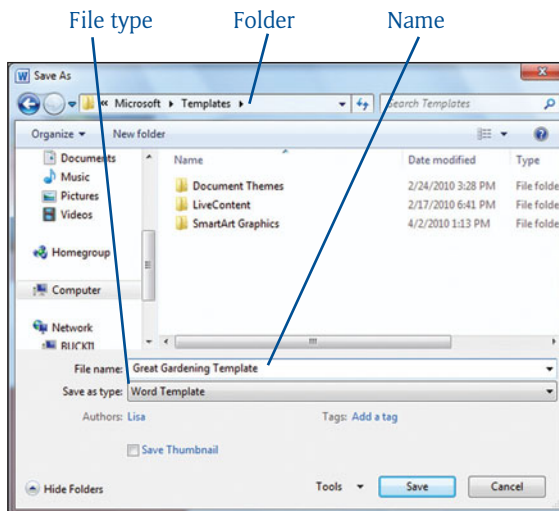 File type Folder Name
Save As
« Microsoft Templates
Search Templates
Organize New folder
Name Date modified Type
Documents
Music
Pictures
Videos
Homegroup
Computer
Network
Document Themes 2/24/2010 3:28 PM File folde
LiveContent 2/17/2010 6:41 PM File folde
SmartArt Graphics 4/2/2010 1:13 PM File folde
File name: Great Gardening Template
Save as type: Word Template
Authors: Lisa Tags: Add a tag
Save Thumbnail
Hide Folders Tools Save Cancel